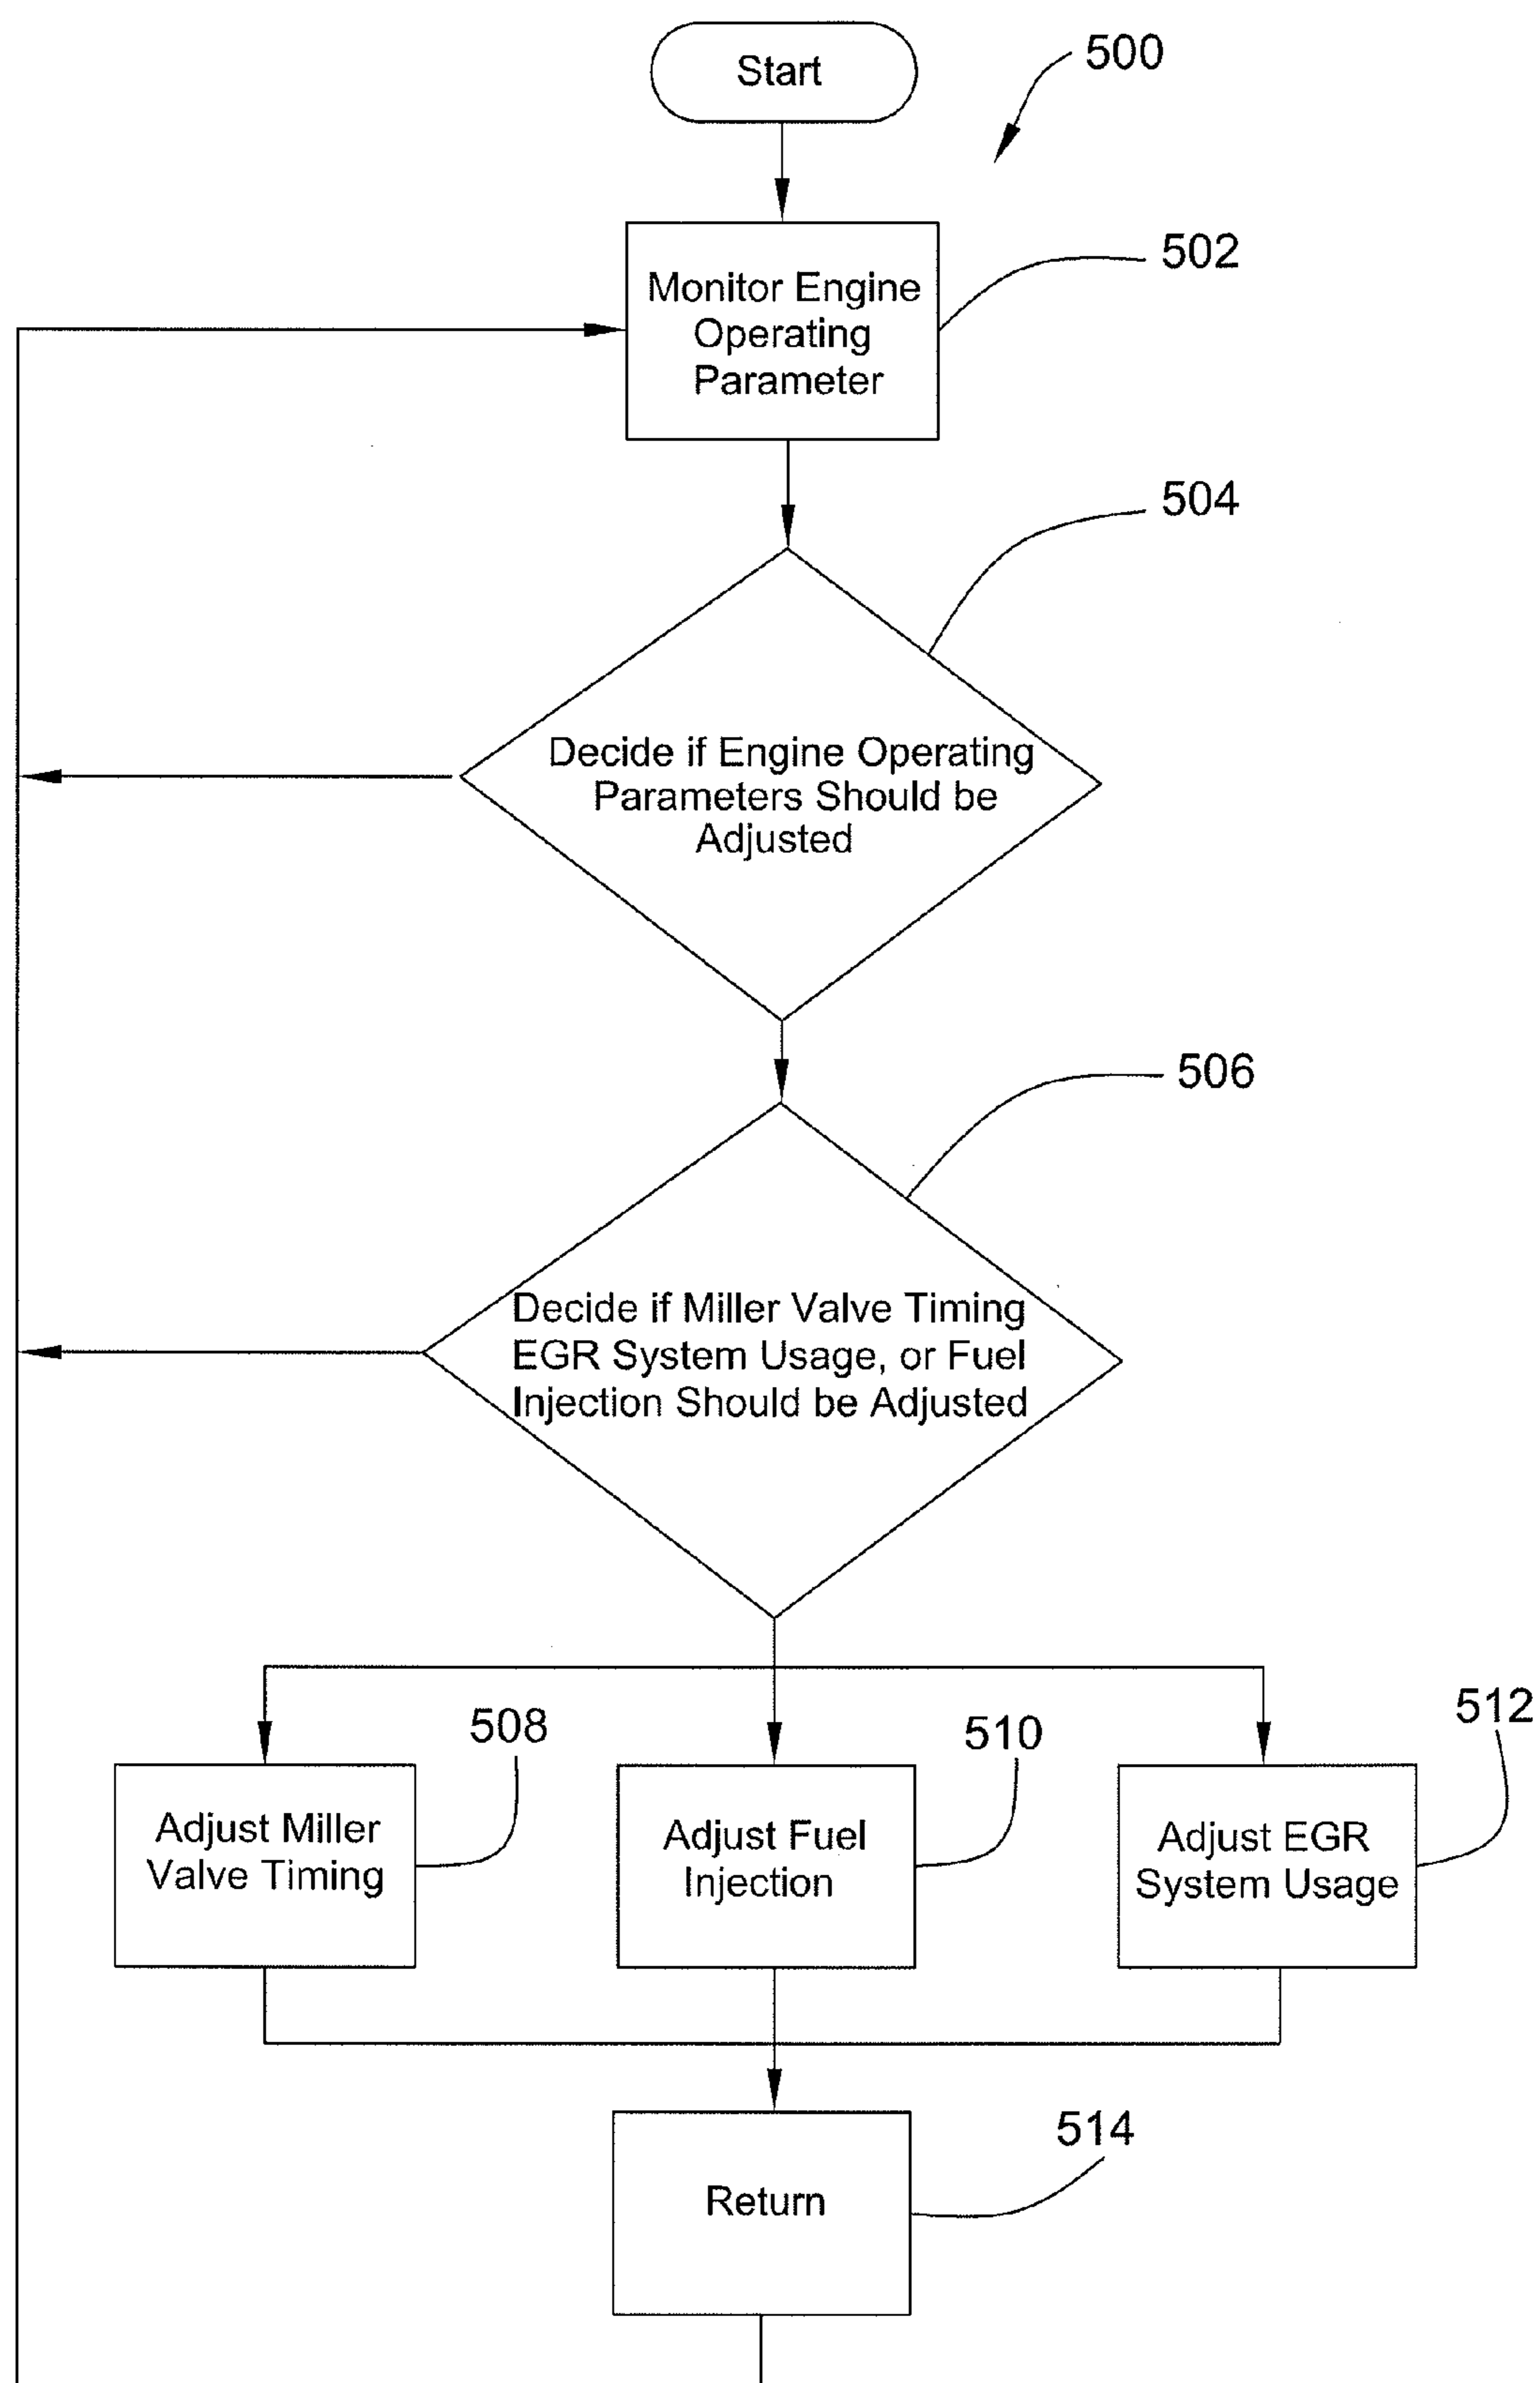 Start
500
Monitor Engine
Operating
Parameter
502
504
Decide if Engine Operating
Parameters Should be
Adjusted
506
Decide if Miller Valve Timing
EGR System Usage, or Fuel
Injection Should be Adjusted
508
510
512
Adjust Miller
Valve Timing
Adjust Fuel
Injection
Adjust EGR
System Usage
514
Return